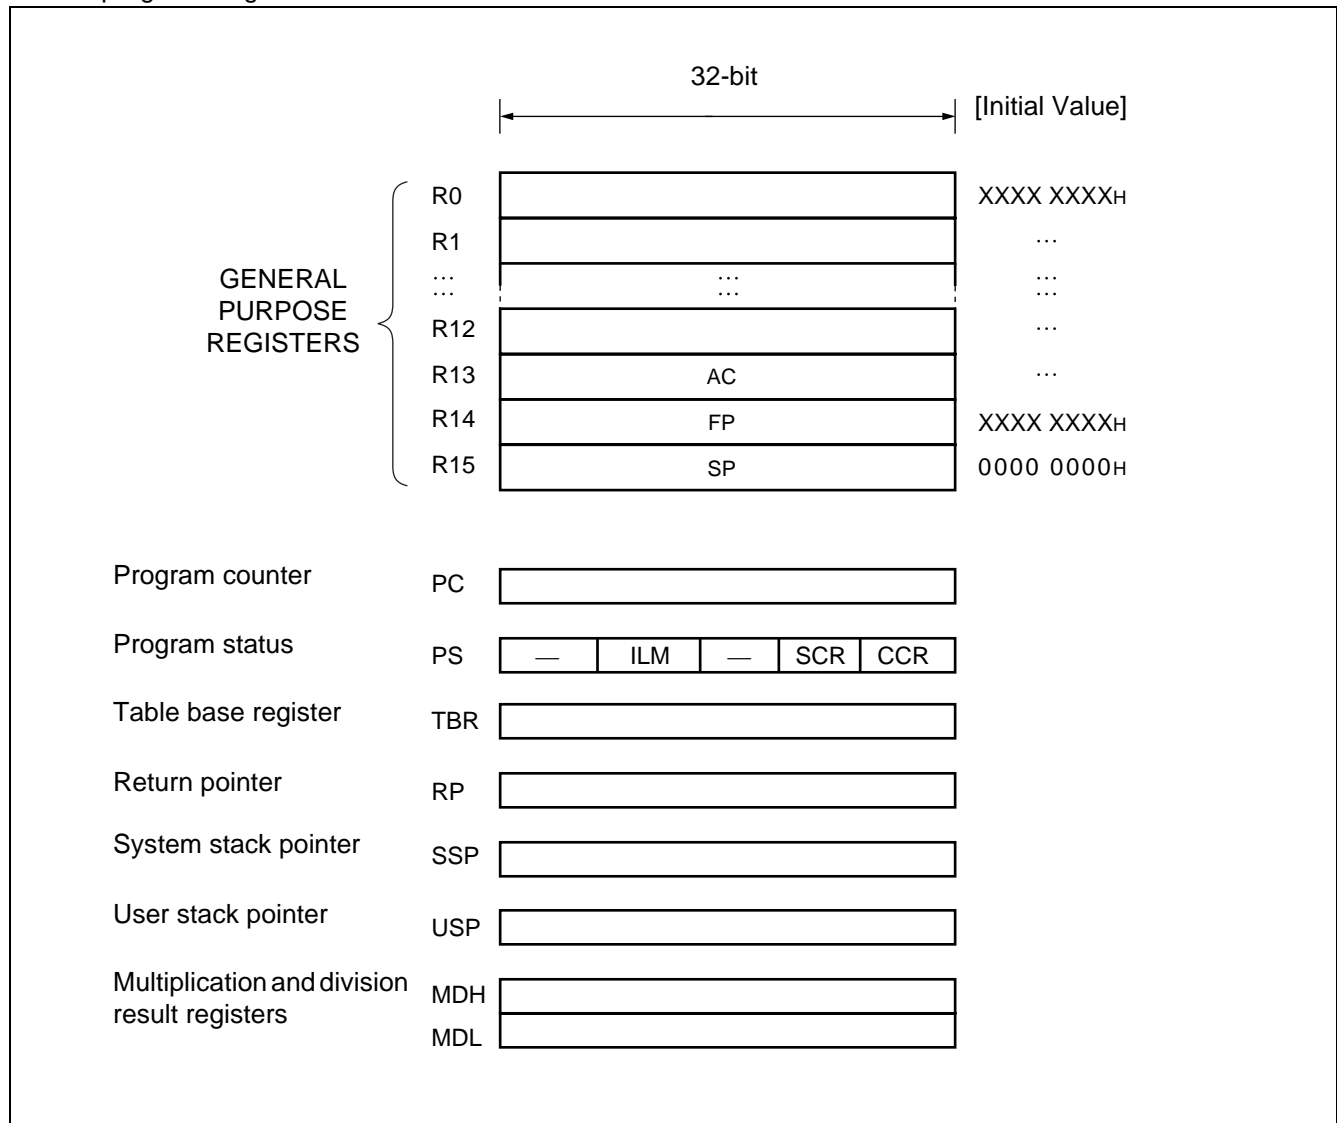 32-bit
[Initial Value]
R0 XXXX XXXXH
R1 ...
GENERAL PURPOSE REGISTERS
... ... ...
... ... ...
R12 ...
R13 AC ...
R14 FP XXXX XXXXH
R15 SP 0000 0000H
Program counter PC
Program status PS — ILM — SCR CCR
Table base register TBR
Return pointer RP
System stack pointer SSP
User stack pointer USP
Multiplication and division MDH
result registers
MDL